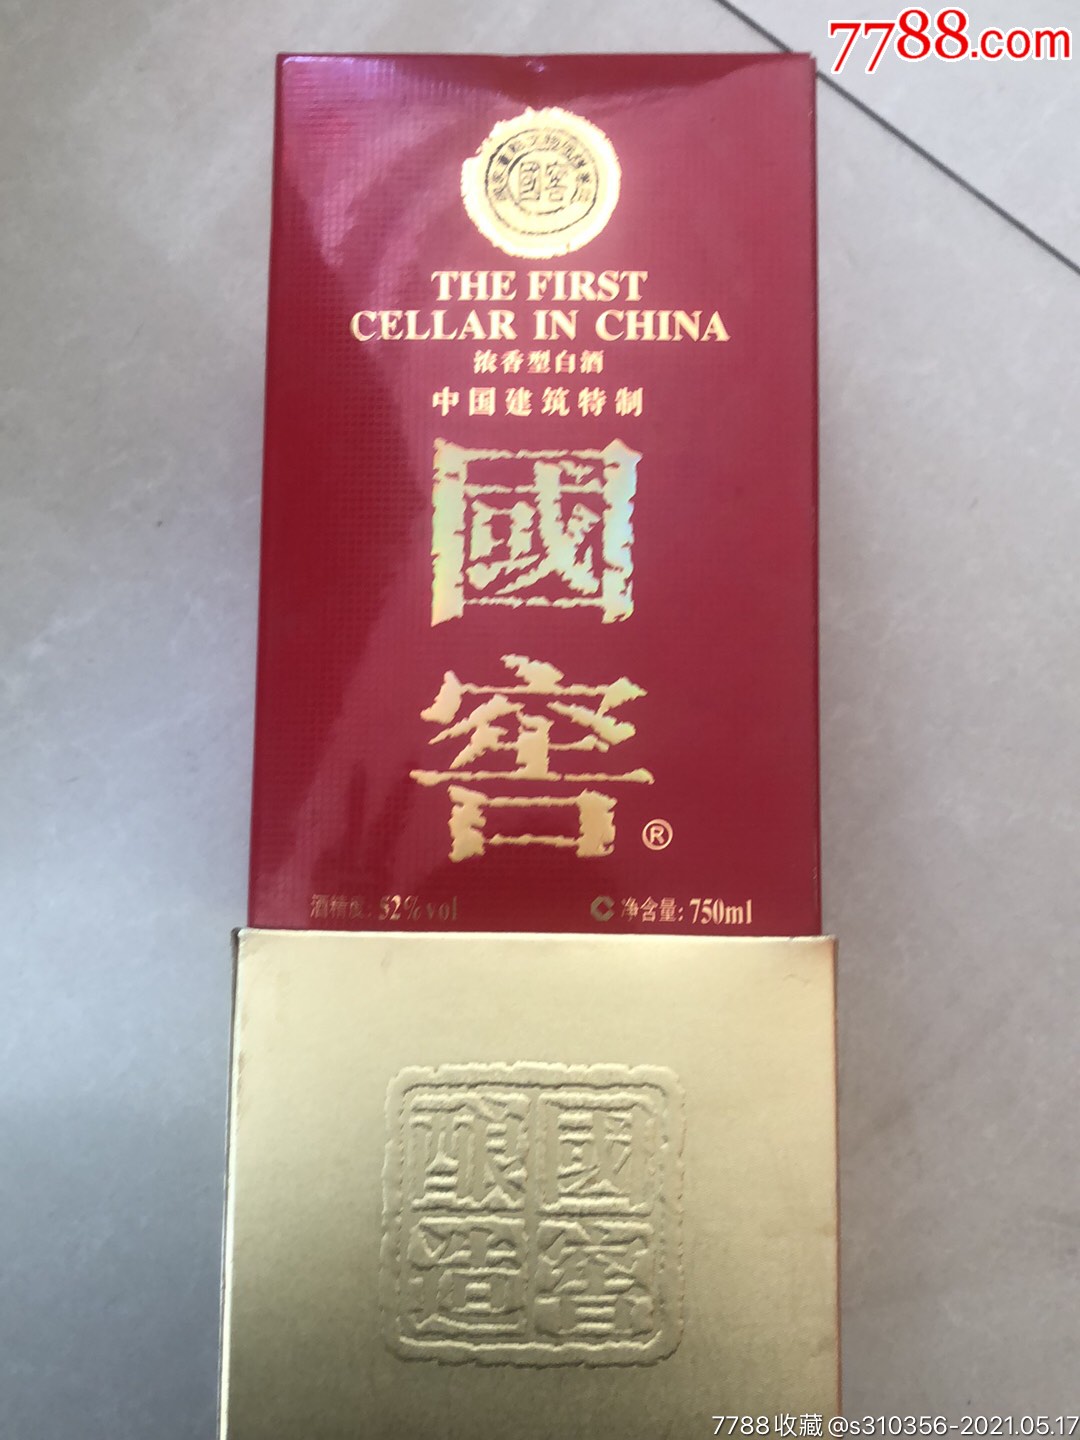 7788.com
國窖
THE FIRST
CELLAR IN CHINA
浓香型白酒
中国建筑特制
國
窖
®
酒精度: 52%vol
净含量: 750ml
國窖
釀造
7788收藏 @s310356-2021.05.17